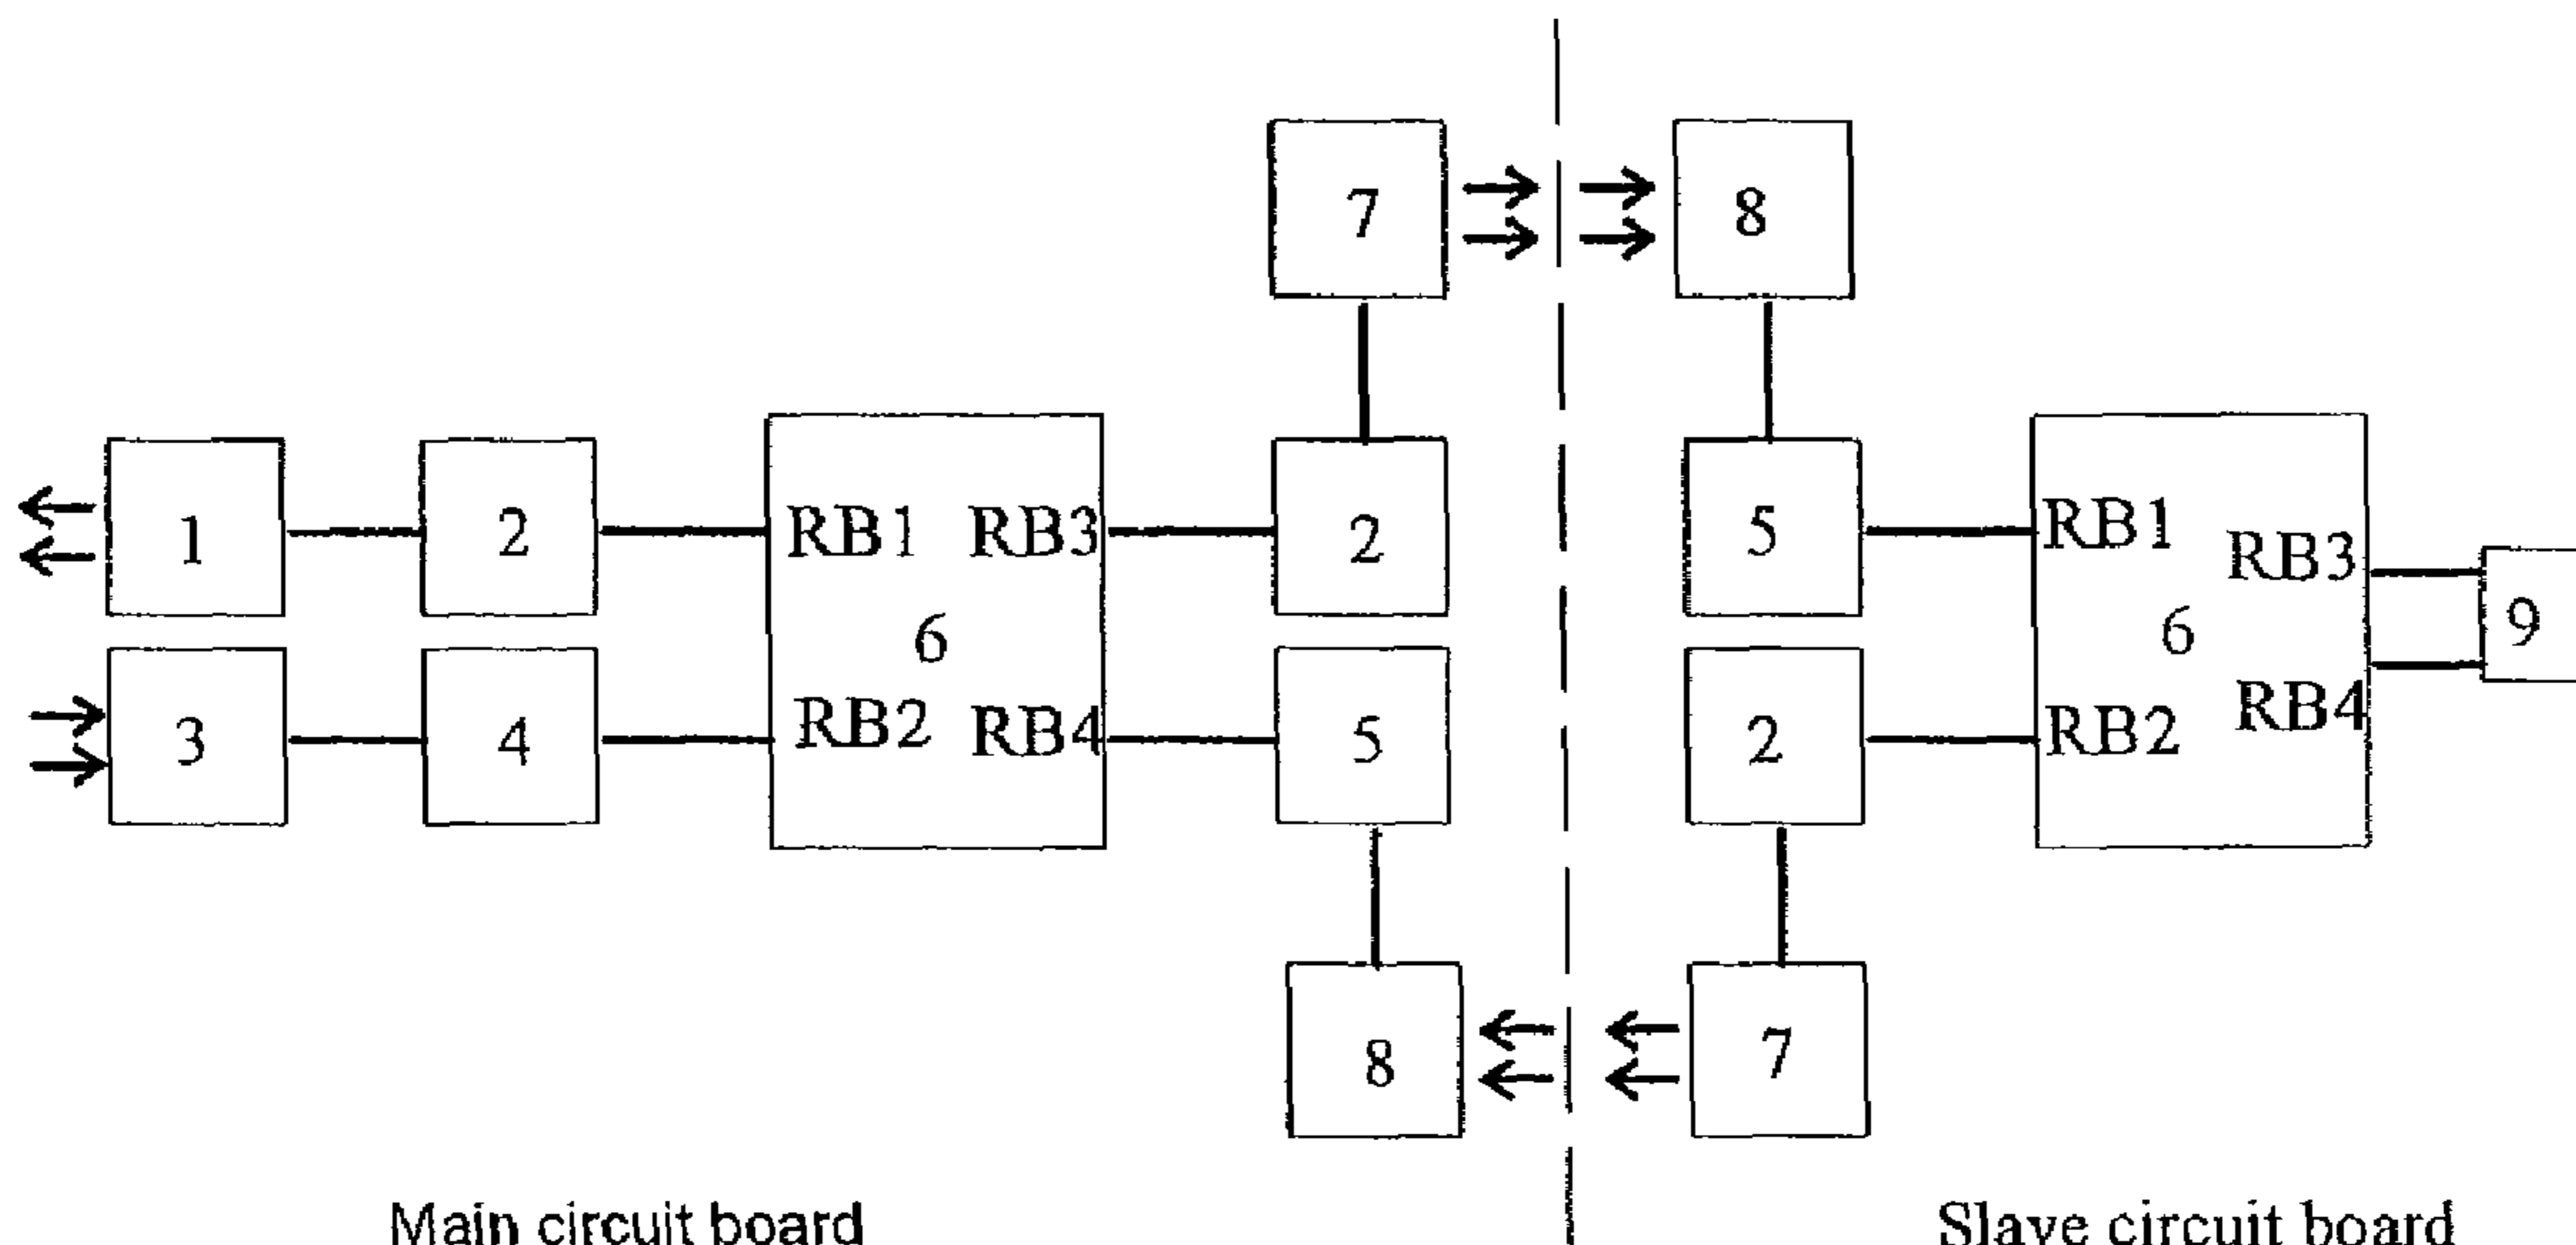 7 8
1 2 RB1 RB3 2 5 RB1 RB3
6 6 9
3 4 RB2 RB4 5 2 RB2 RB4
8 7
Main circuit board Slave circuit board